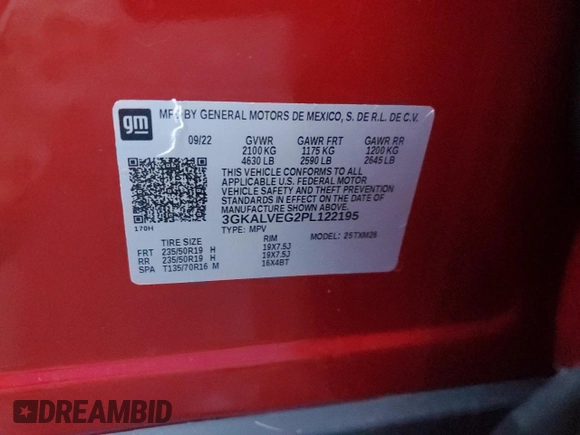 gm
MFD BY GENERAL MOTORS DE MEXICO, S. DE R.L. DE C.V.
09/22 GVWR GAWR FRT GAWR RR
2100 KG 1175 KG 1200 KG
4630 LB 2590 LB 2645 LB
THIS VEHICLE CONFORMS TO ALL
APPLICABLE U.S. FEDERAL MOTOR
VEHICLE SAFETY AND THEFT PREVENTION
STANDARDS IN EFFECT ON THE DATE OF
MANUFACTURE SHOWN ABOVE.
3GKALVEG2PL122195
170H TYPE: MPV MODEL: 25TXM26
TIRE SIZE RIM
FRT 235/50R19 H 19X7.5J
RR 235/50R19 H 19X7.5J
SPA T135/70R16 M 16X4BT
DREAMBID